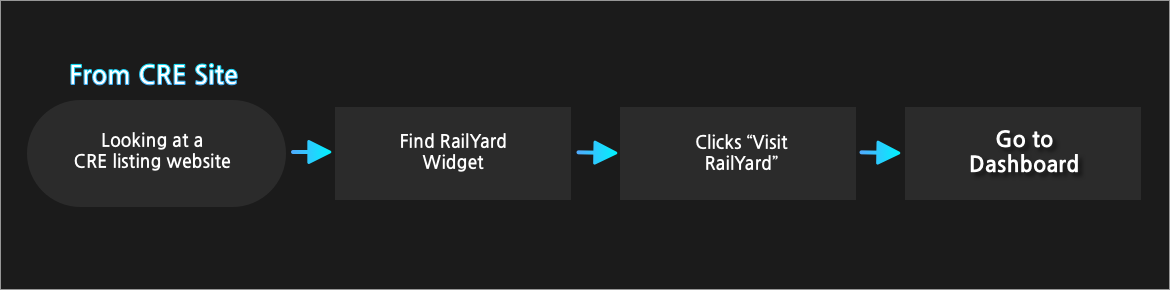 From CRE Site
Looking at a
CRE listing website
Find RailYard
Widget
Clicks “Visit
RailYard”
Go to
Dashboard